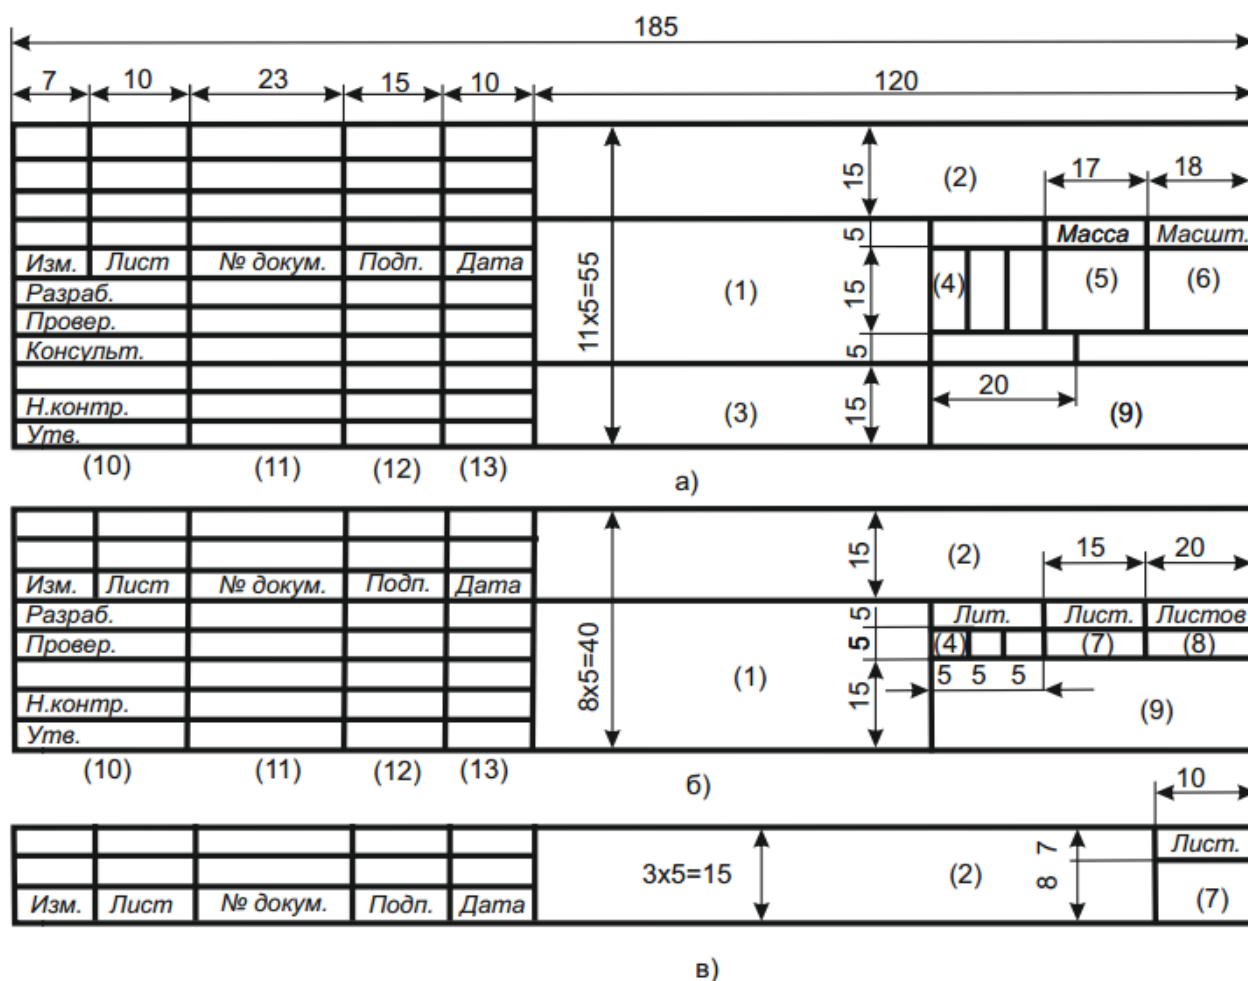 185
7 10 23 15 10 120
15 (2) 17 18
5 Масса Масшт.
Изм. Лист № докум. Подп. Дата
11x5=55 (1) 15 (4) (5) (6)
Разраб.
Провер.
Консульт. 5
20
Н.контр. (3) 15 (9)
Утв.
(10) (11) (12) (13)
а)
15 (2) 15 20
Изм. Лист № докум. Подп. Дата
Разраб. 5 Лит. Лист. Листов
Провер. 5 (4) (7) (8)
8x5=40 (1) 15 5 5 5
Н.контр. (9)
Утв.
(10) (11) (12) (13)
б)
10
7 Лист.
3x5=15 (2) 8
Изм. Лист № докум. Подп. Дата (7)
в)